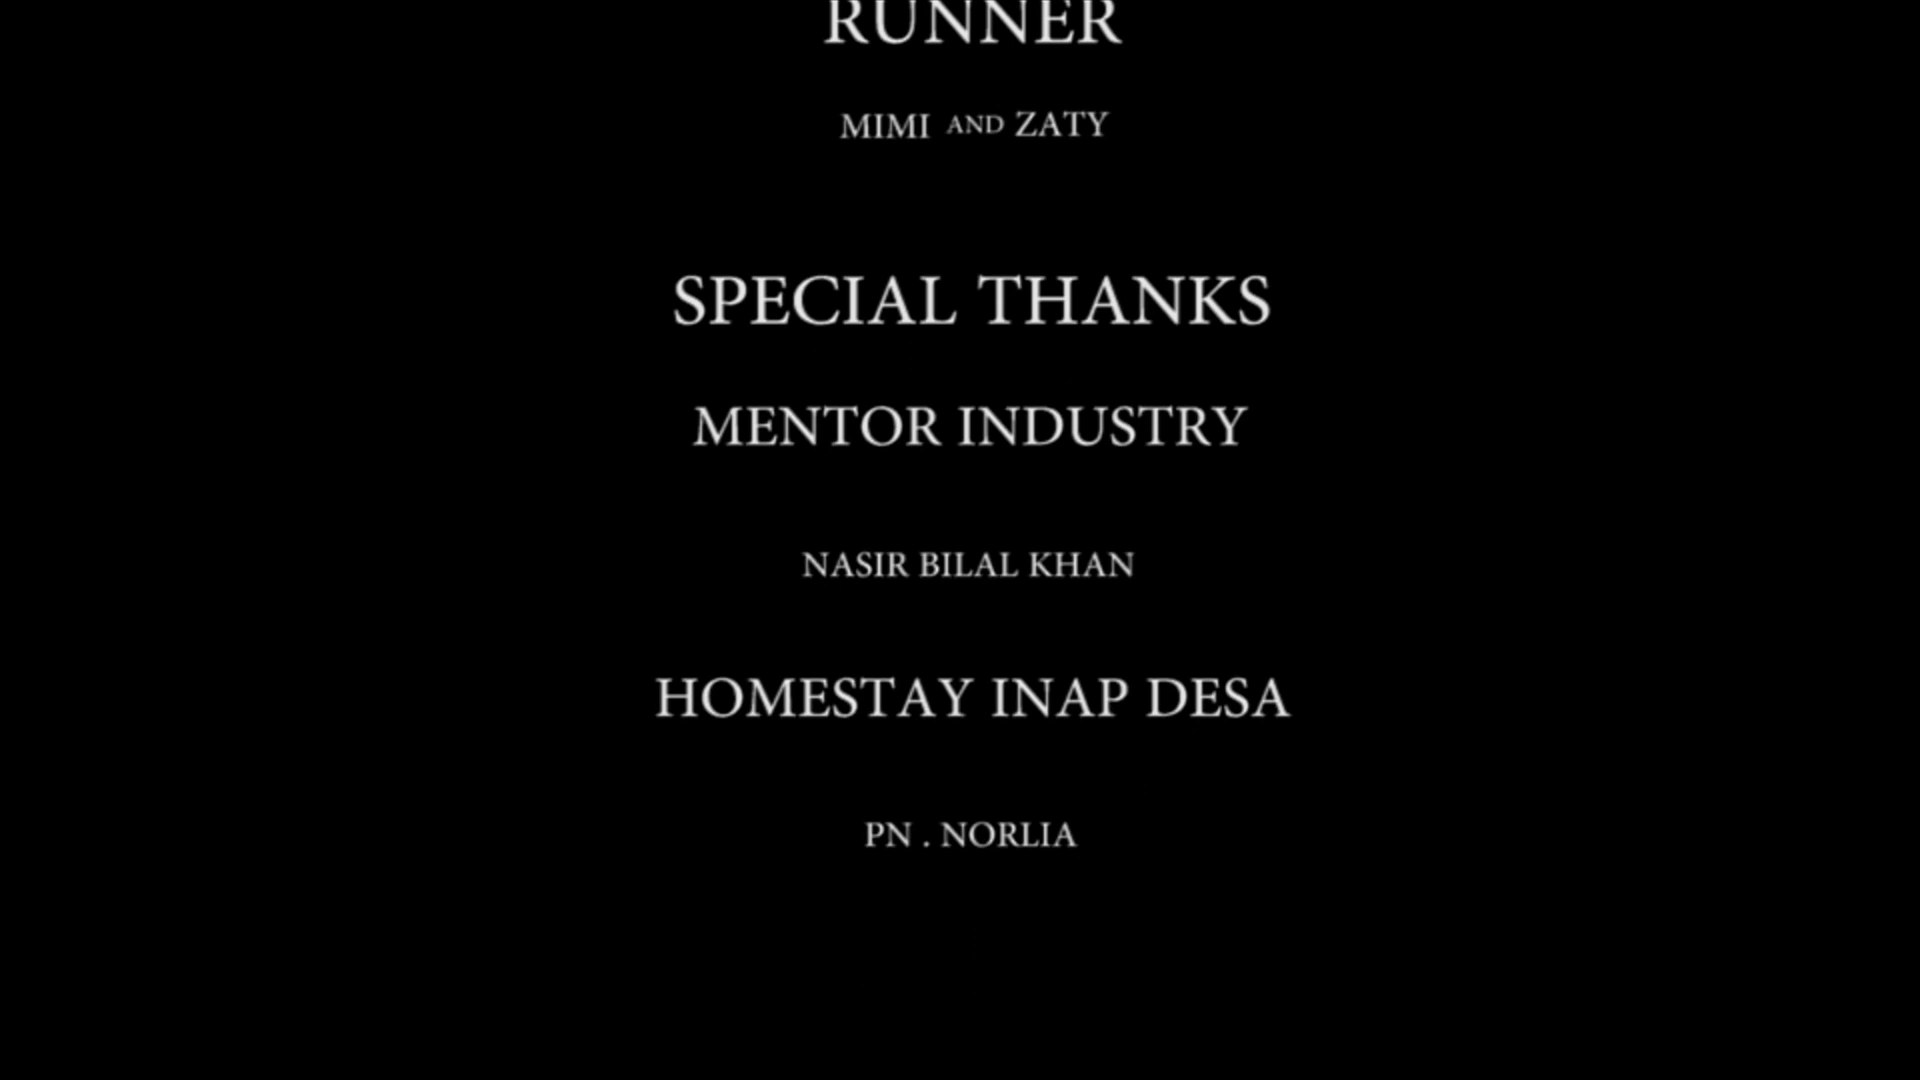 RUNNER
MIMI AND ZATY
SPECIAL THANKS
MENTOR INDUSTRY
NASIR BILAL KHAN
HOMESTAY INAP DESA
PN . NORLIA